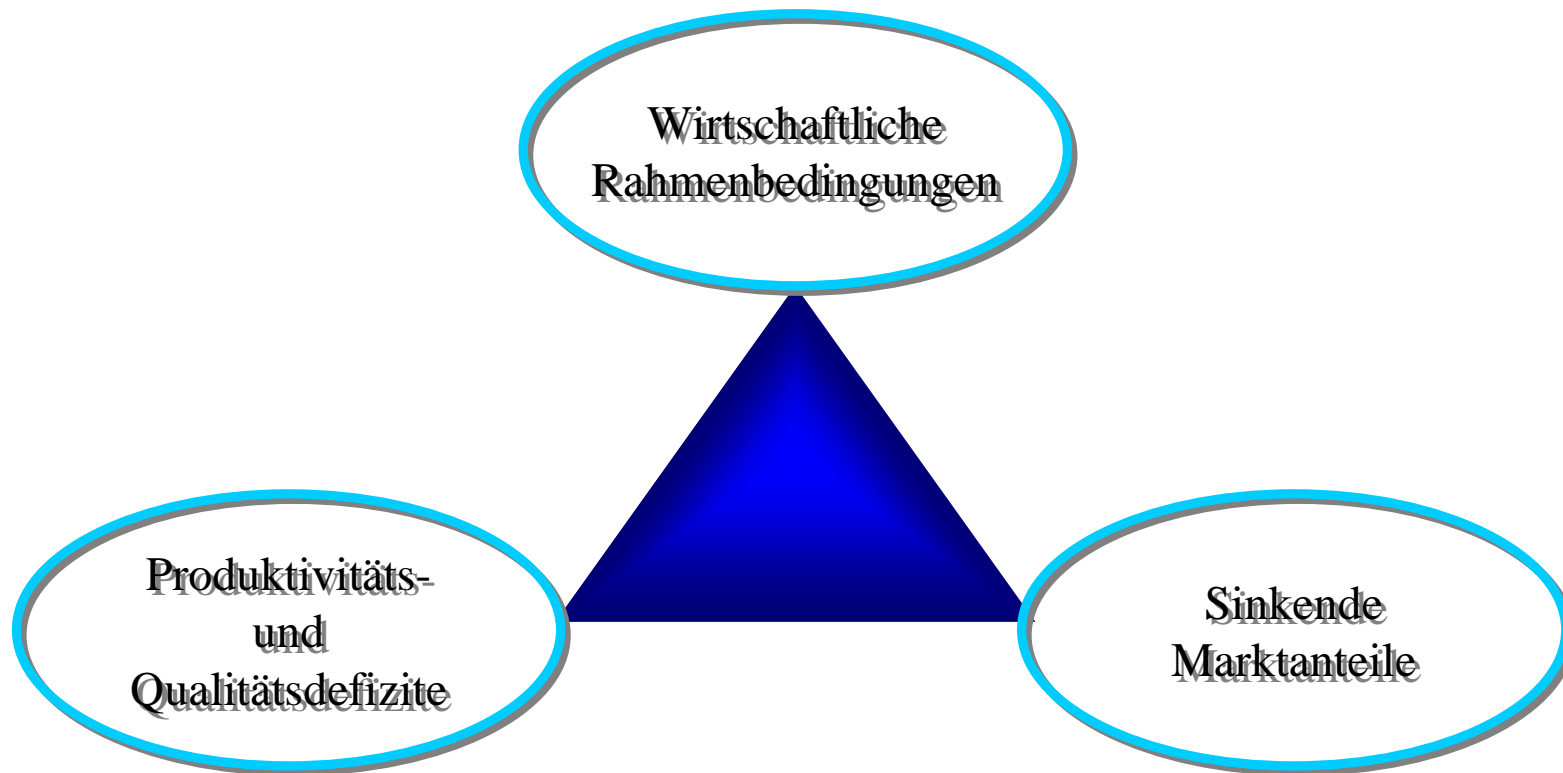 Wirtschaftliche
Rahmenbedingungen
Produktivitäts-
und
Qualitätsdefizite
Sinkende
Marktanteile